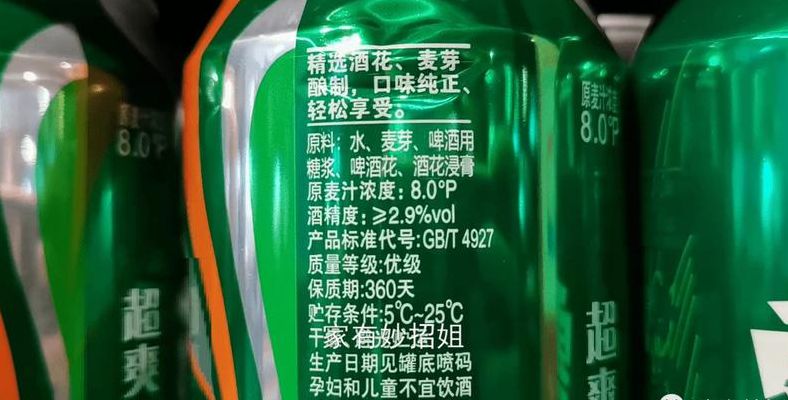 精选酒花、麦芽
酿制，口味纯正、
轻松享受。
原料：水、麦芽、啤酒用
糖浆、啤酒花、酒花浸膏
原麦汁浓度：8.0°P
酒精度：≥2.9%vol
产品标准代号:GB/T 4927
质量等级:优级
保质期:360天
贮存条件:5℃~25℃
家有妙招姐
生产日期见罐底喷码
孕妇和儿童不宜饮酒
8.0°P
超爽
原麦汁浓度
8.0°P
超爽